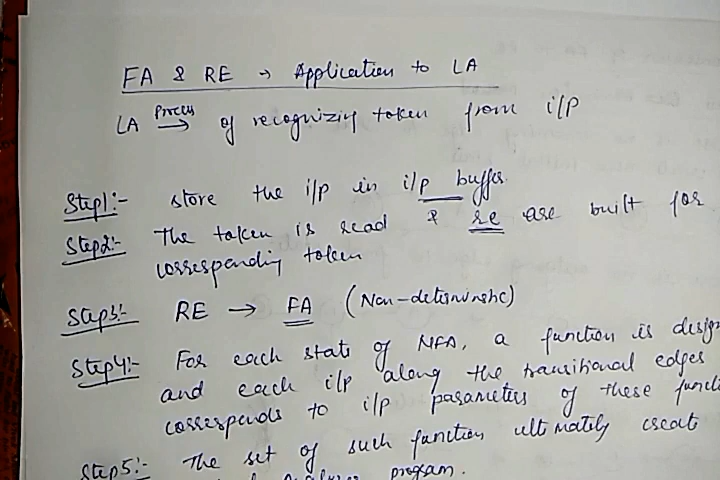 FA & RE → Application to LA
LA Process → of recognizing token from i/p
Step1:- store the i/p in i/p buffer.
Step2:- The token is read & re are built for
corresponding token
Step3:- RE → FA (Non-deterministic)
Step4:- For each state of NFA, a function is desig
and each i/p along the transitional edges
corresponds to i/p parameters of these functi
Step5:- The set of such function ultimately create
program.